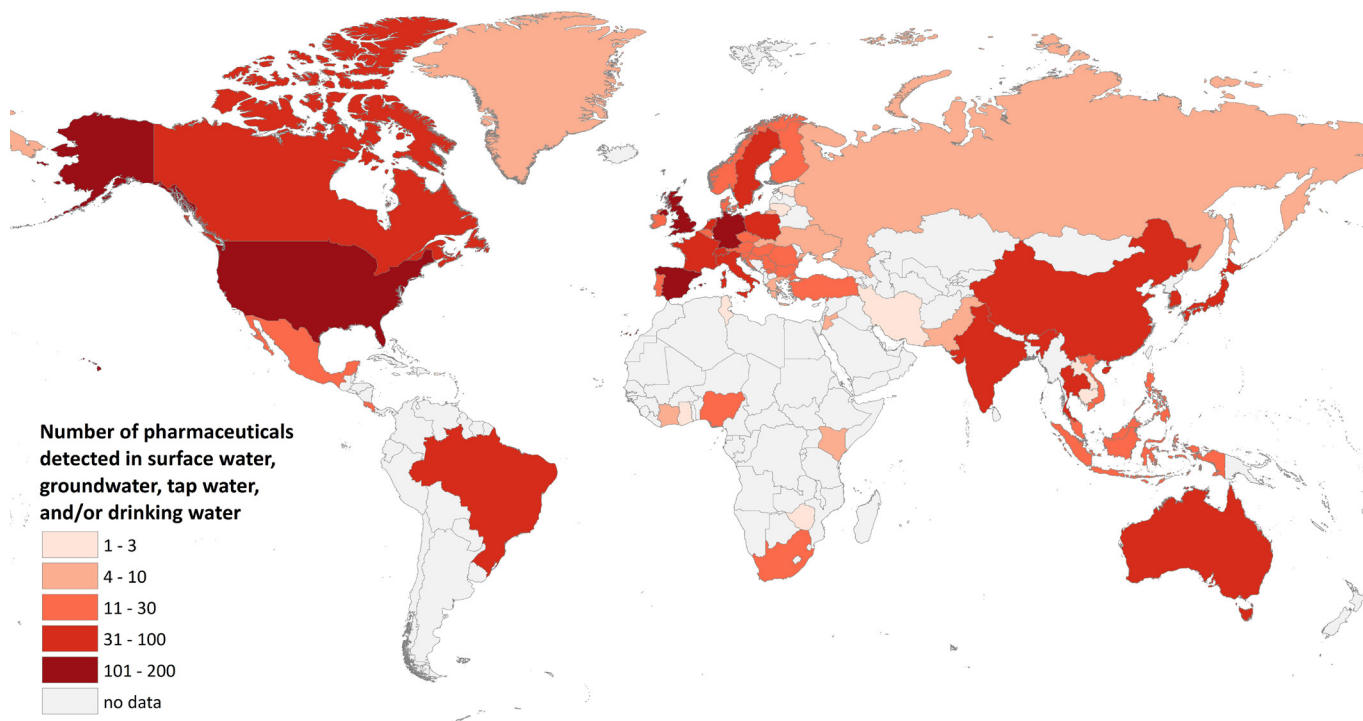 Number of pharmaceuticals
detected in surface water,
groundwater, tap water,
and/or drinking water
1 - 3
4 - 10
11 - 30
31 - 100
101 - 200
no data